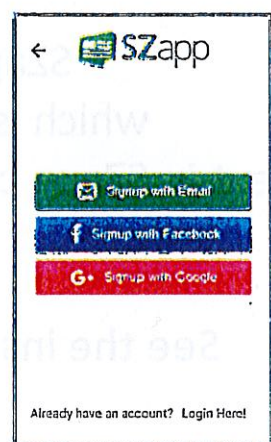 SZapp
Signup with Email
Signup with Facebook
G+ Signup with Google
Already have an account? Login Here!